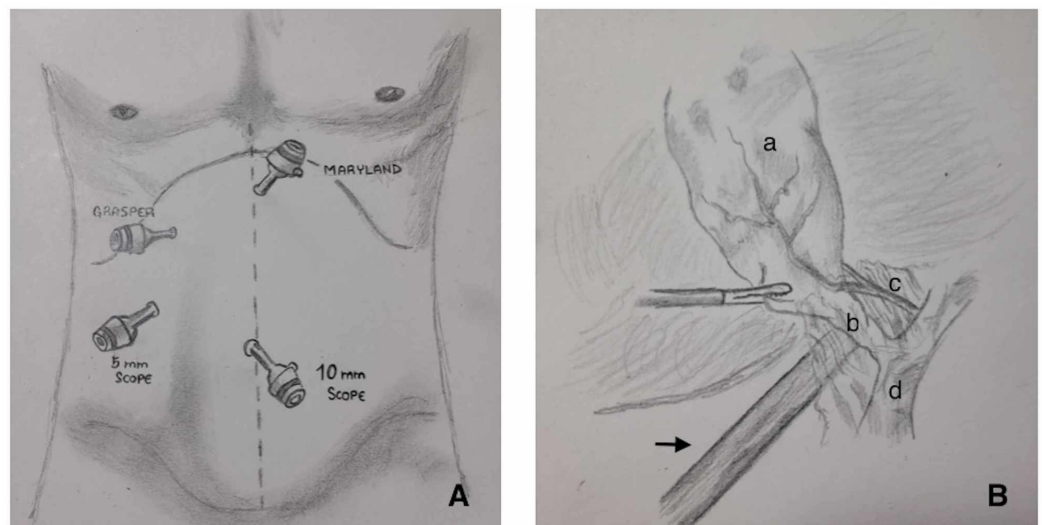 MARYLAND
GRASPER
5 mm
SCOPE
10 mm
SCOPE
A
a
c
b
d
B